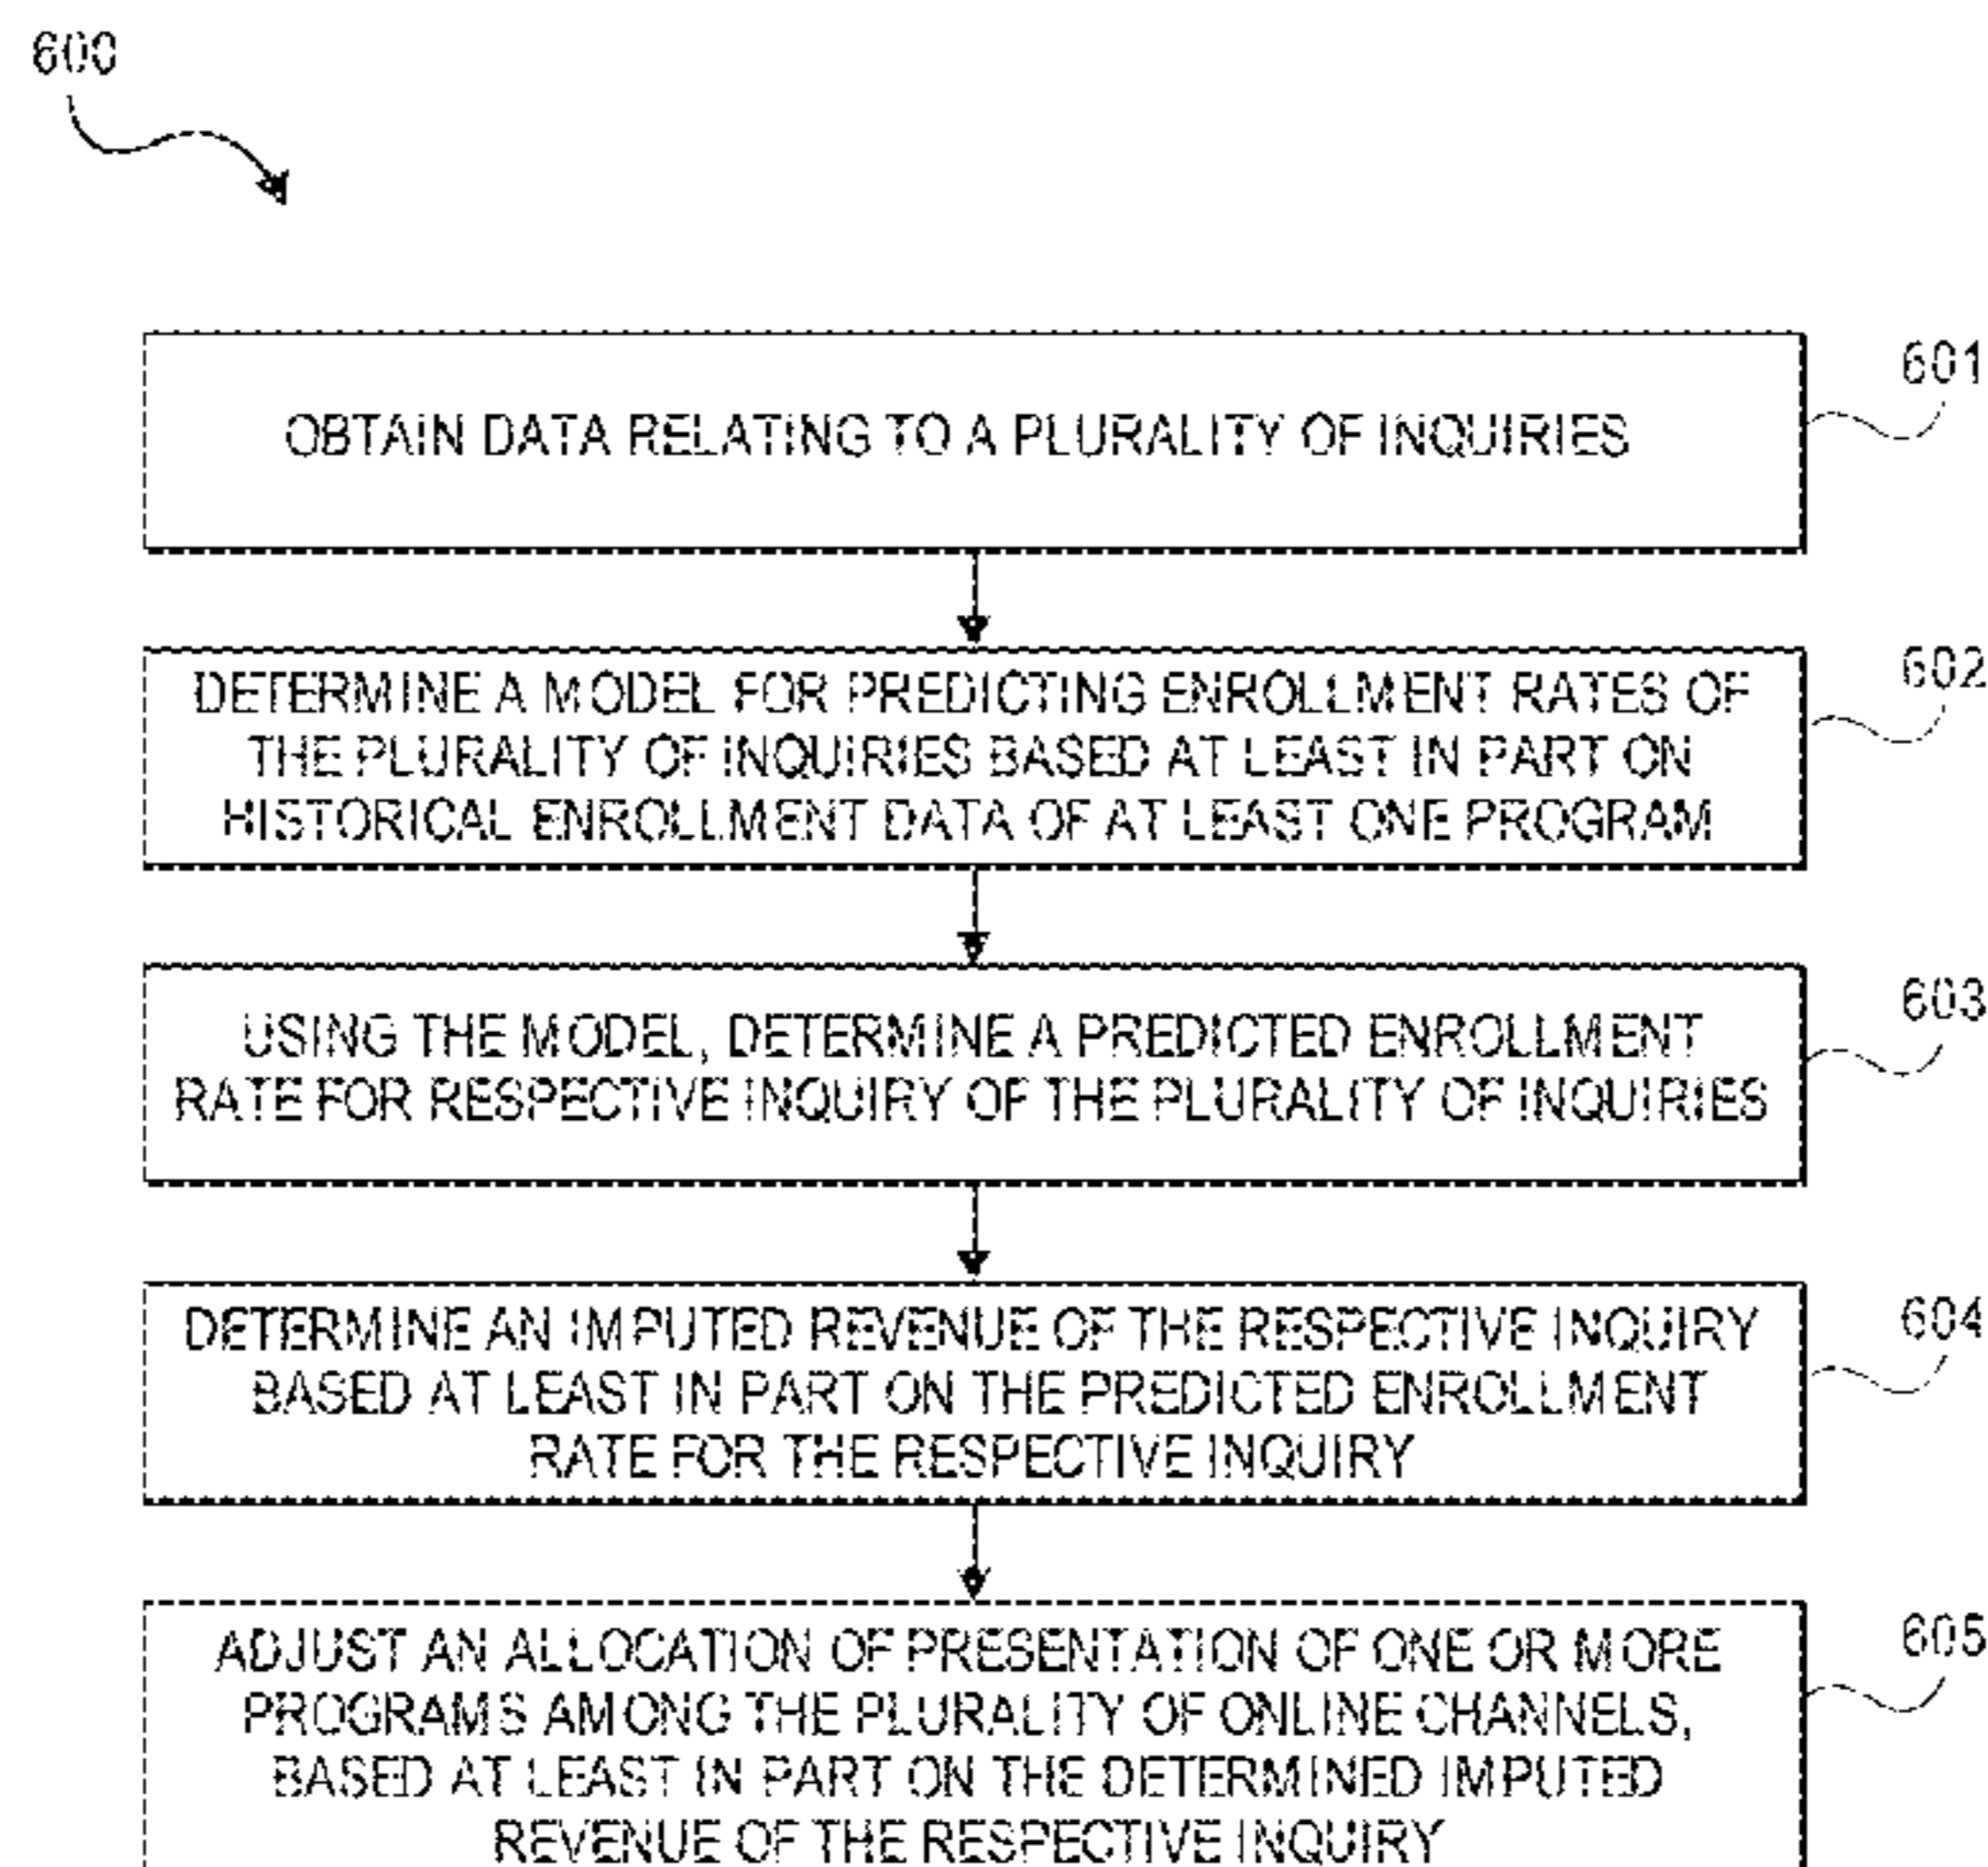 600
601
OBTAIN DATA RELATING TO A PLURALITY OF INQUIRIES
602
DETERMINE A MODEL FOR PREDICTING ENROLLMENT RATES OF
THE PLURALITY OF INQUIRIES BASED AT LEAST IN PART ON
HISTORICAL ENROLLMENT DATA OF AT LEAST ONE PROGRAM
603
USING THE MODEL, DETERMINE A PREDICTED ENROLLMENT
RATE FOR RESPECTIVE INQUIRY OF THE PLURALITY OF INQUIRIES
604
DETERMINE AN IMPUTED REVENUE OF THE RESPECTIVE INQUIRY
BASED AT LEAST IN PART ON THE PREDICTED ENROLLMENT
RATE FOR THE RESPECTIVE INQUIRY
605
ADJUST AN ALLOCATION OF PRESENTATION OF ONE OR MORE
PROGRAMS AMONG THE PLURALITY OF ONLINE CHANNELS,
BASED AT LEAST IN PART ON THE DETERMINED IMPUTED
REVENUE OF THE RESPECTIVE INQUIRY